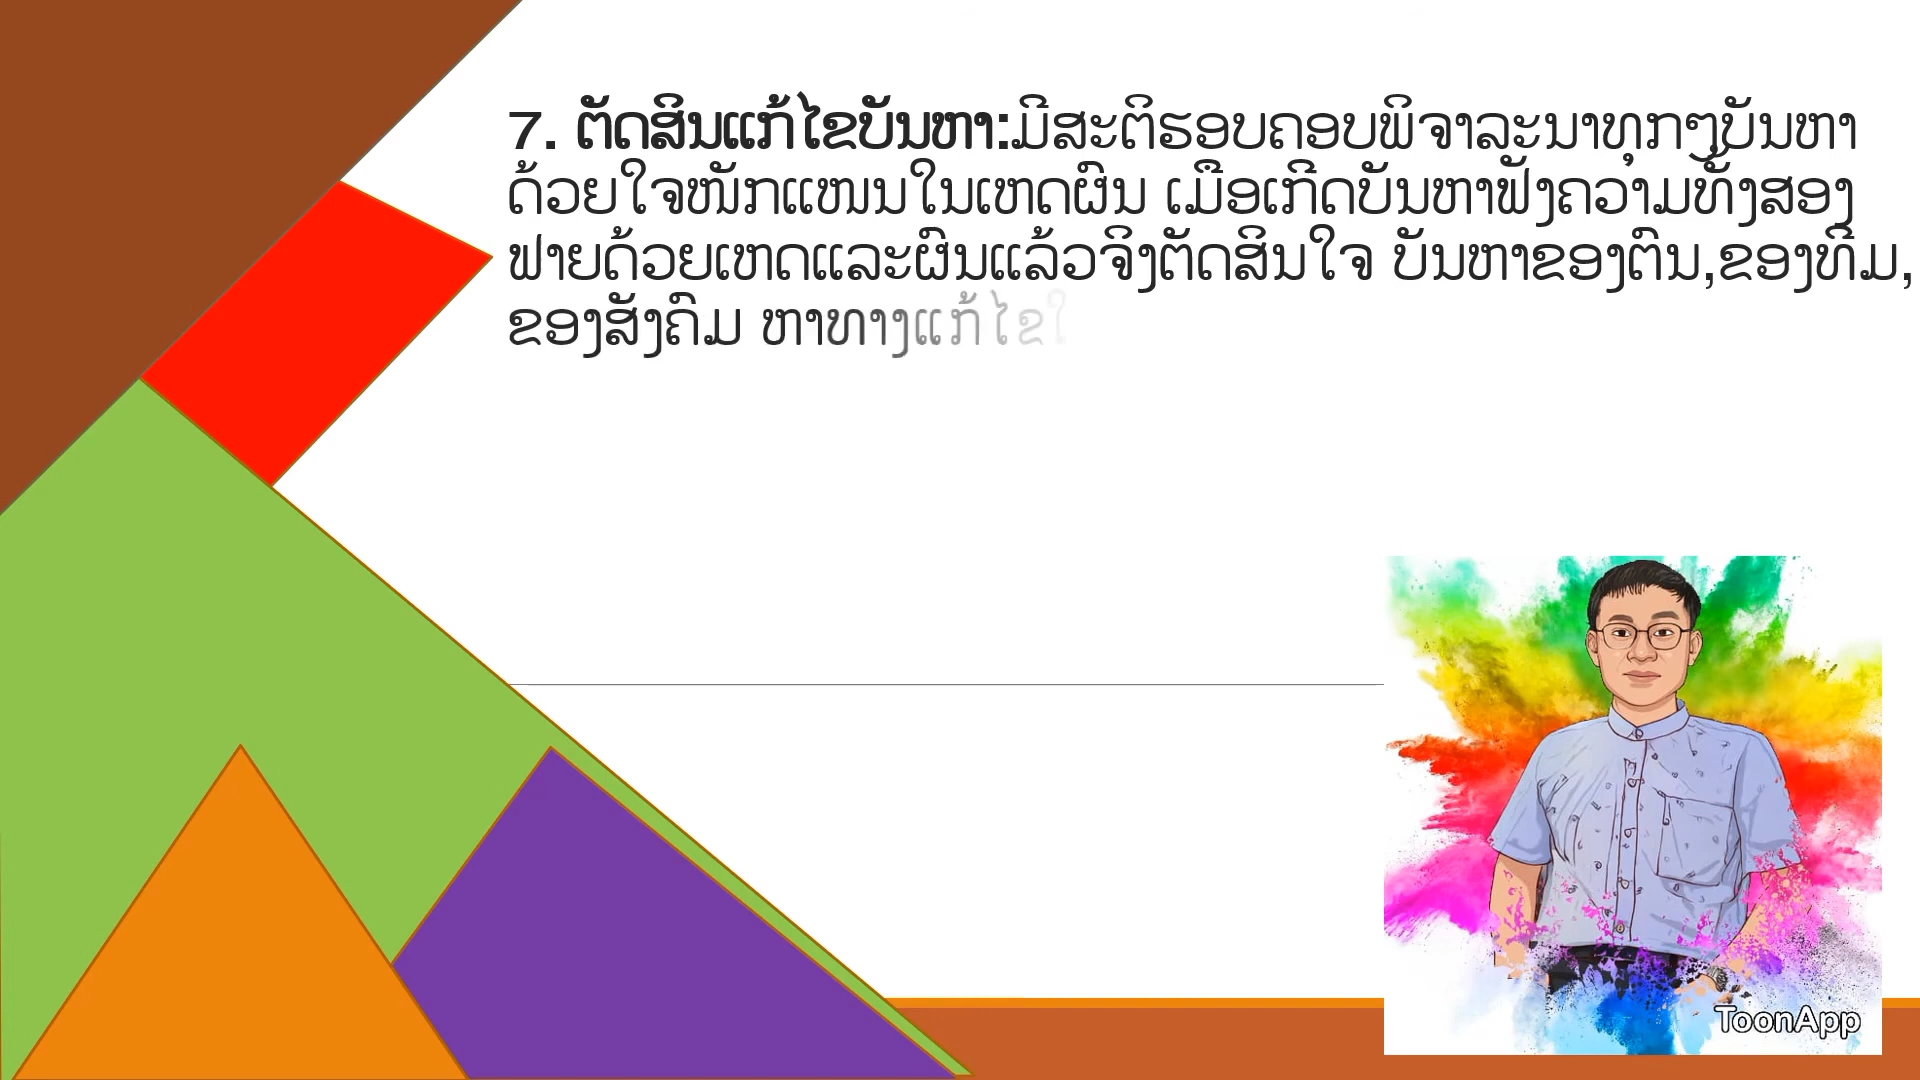 7. ຕັດສິນແກ້ໄຂບັນຫາ:ມີສະຕິຮອບຄອບພິຈາລະນາທຸກໆບັນຫາ
ດ້ວຍໃຈໜັກແໜນໃນເຫດຜົນ ເມືອເກີດບັນຫາຟັງຄວາມທັ້ງສອງ
ຟາຍດ້ວຍເຫດແລະຜົນແລ້ວຈິງຕັດສິນໃຈ ບັນຫາຂອງຕົນ,ຂອງທີມ,
ຂອງສັງຄົມ ຫາທາງແກ້ໄຂ
ToonApp